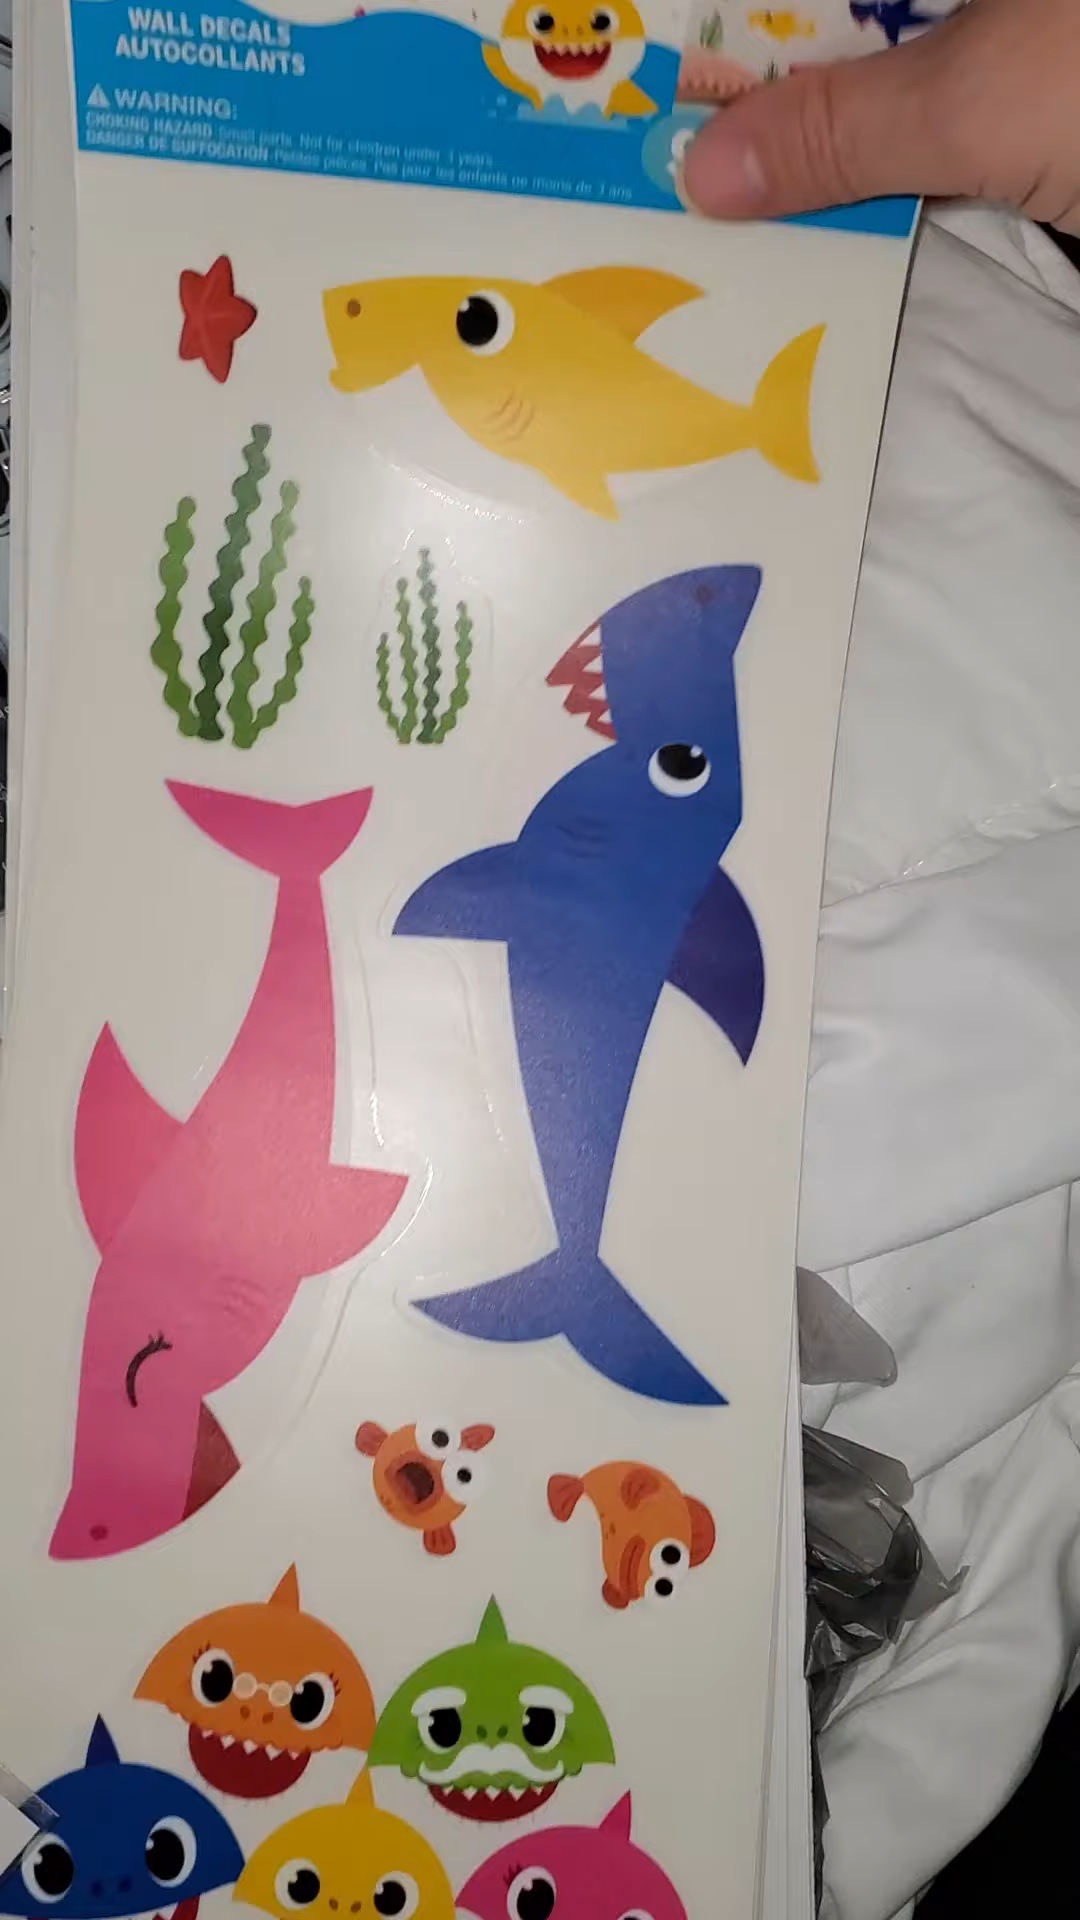 WALL DECALS
AUTOCOLLANTS
WARNING:
CHOKING HAZARD-Small parts. Not for children under 3 years
DANGER DE SUFFOCATION-Petites pièces. Pas pour les enfants de moins de 3 ans